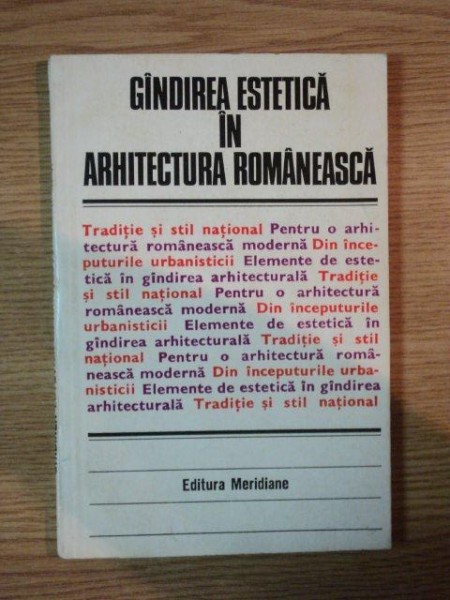 GÎNDIREA ESTETICĂ
ÎN
ARHITECTURA ROMÂNEASCĂ
Tradiție și stil național Pentru o arhi-
tectură românească modernă Din înce-
puturile urbanisticii Elemente de este-
tică în gîndirea arhitecturală Tradiție
și stil național Pentru o arhitectură
românească modernă Din începuturile
urbanisticii Elemente de estetică în
gîndirea arhitecturală Tradiție și stil
național Pentru o arhitectură româ-
nească modernă Din începuturile urba-
nisticii Elemente de estetică în gîndirea
arhitecturală Tradiție și stil național
Editura Meridiane